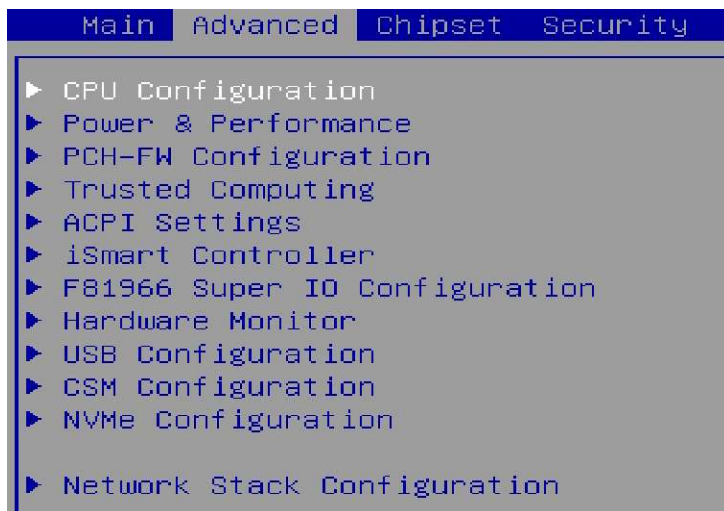 Main Advanced Chipset Security
CPU Configuration
Power & Performance
PCH-FW Configuration
Trusted Computing
ACPI Settings
iSmart Controller
F81966 Super IO Configuration
Hardware Monitor
USB Configuration
CSM Configuration
NVMe Configuration
Network Stack Configuration